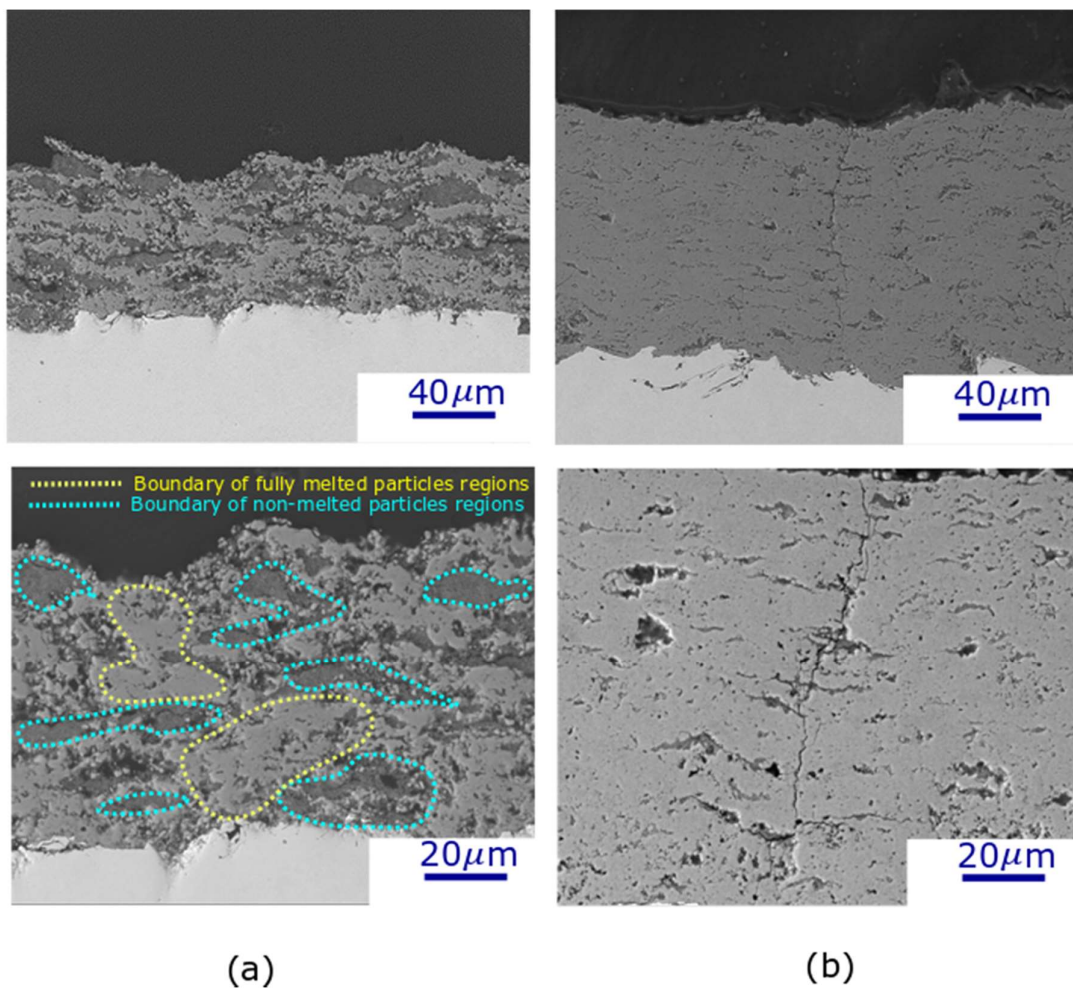 40μm
40μm
Boundary of fully melted particles regions
Boundary of non-melted particles regions
20μm
20μm
(a)
(b)